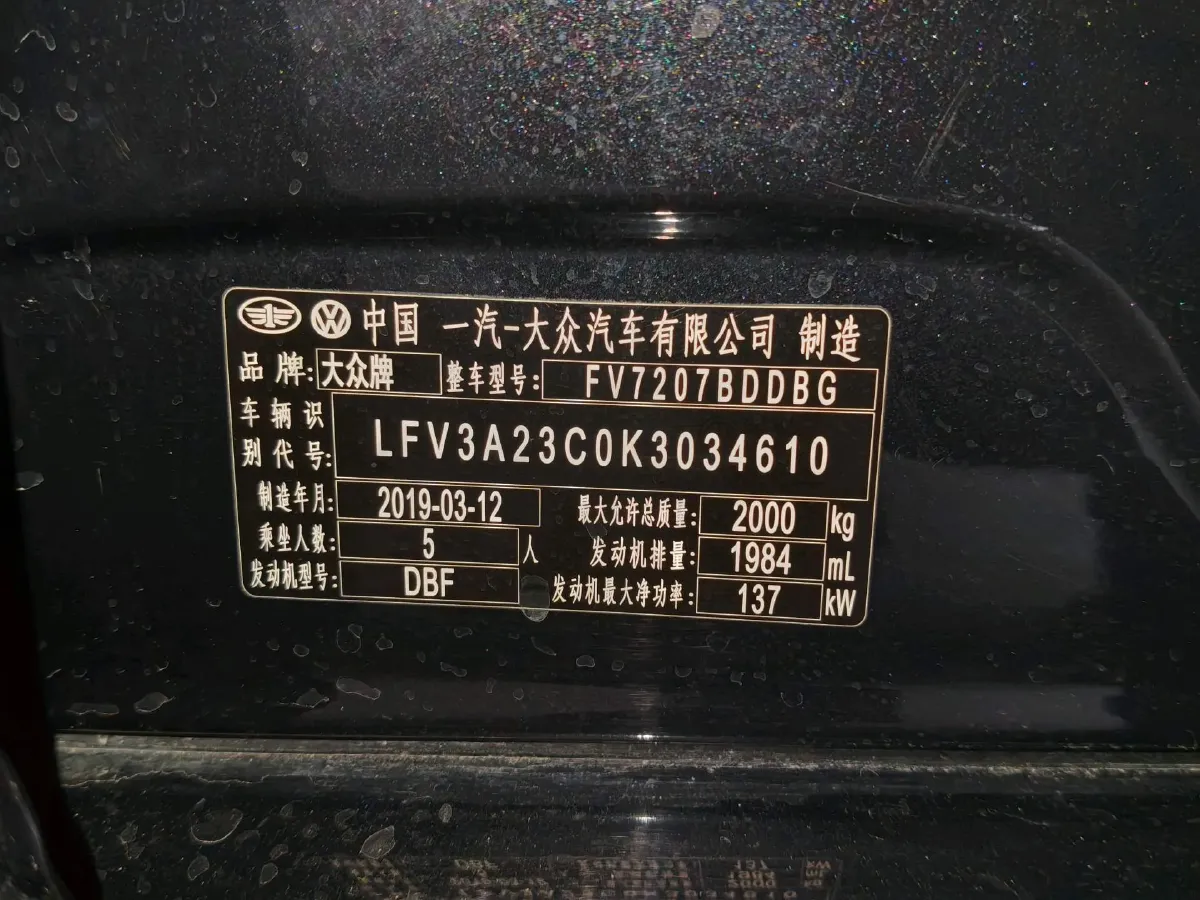 中国 一汽-大众汽车有限公司 制造
品牌: 大众牌 整车型号: FV7207BDDBG
车辆识
别代号: LFV3A23C0K3034610
制造年月: 2019-03-12 最大允许总质量: 2000 kg
乘坐人数: 5 人 发动机排量: 1984 mL
发动机型号: DBF 发动机最大净功率: 137 kW